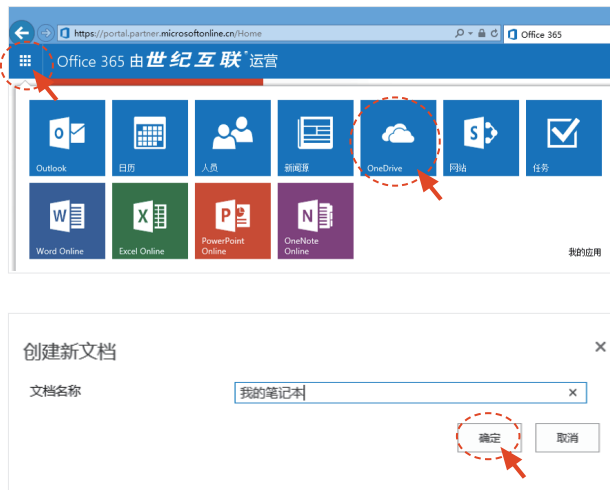 https://portal.partner.microsoftonline.cn/Home
Office 365
Office 365 由世纪互联运营
Outlook
日历
人员
新闻源
OneDrive
网站
任务
Word Online
Excel Online
PowerPoint
Online
OneNote
Online
我的应用
创建新文档
文档名称
我的笔记本
确定
取消